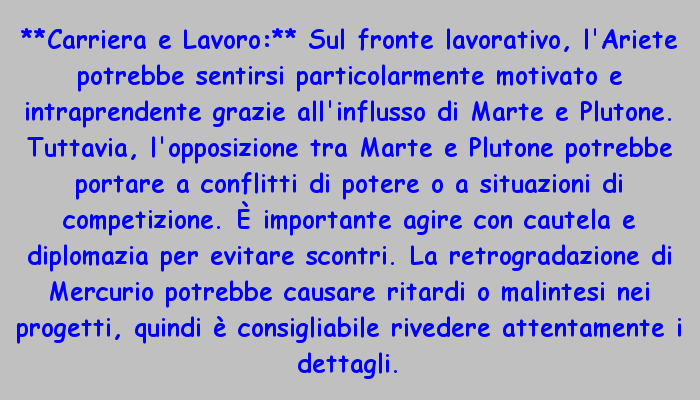 **Carriera e Lavoro:** Sul fronte lavorativo, l'Ariete
potrebbe sentirsi particolarmente motivato e
intraprendente grazie all'influsso di Marte e Plutone.
Tuttavia, l'opposizione tra Marte e Plutone potrebbe
portare a conflitti di potere o a situazioni di
competizione. È importante agire con cautela e
diplomazia per evitare scontri. La retrogradazione di
Mercurio potrebbe causare ritardi o malintesi nei
progetti, quindi è consigliabile rivedere attentamente i
dettagli.